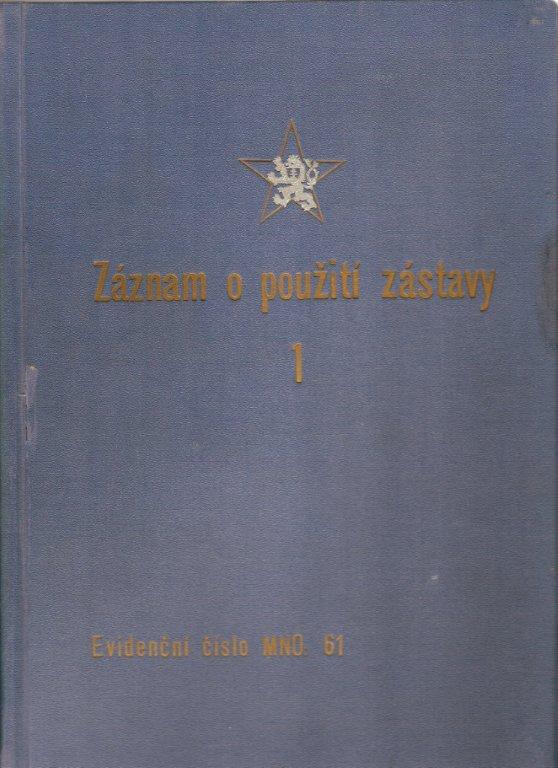 Záznam o použití zástavy
1
Evidenční číslo MNO. 61